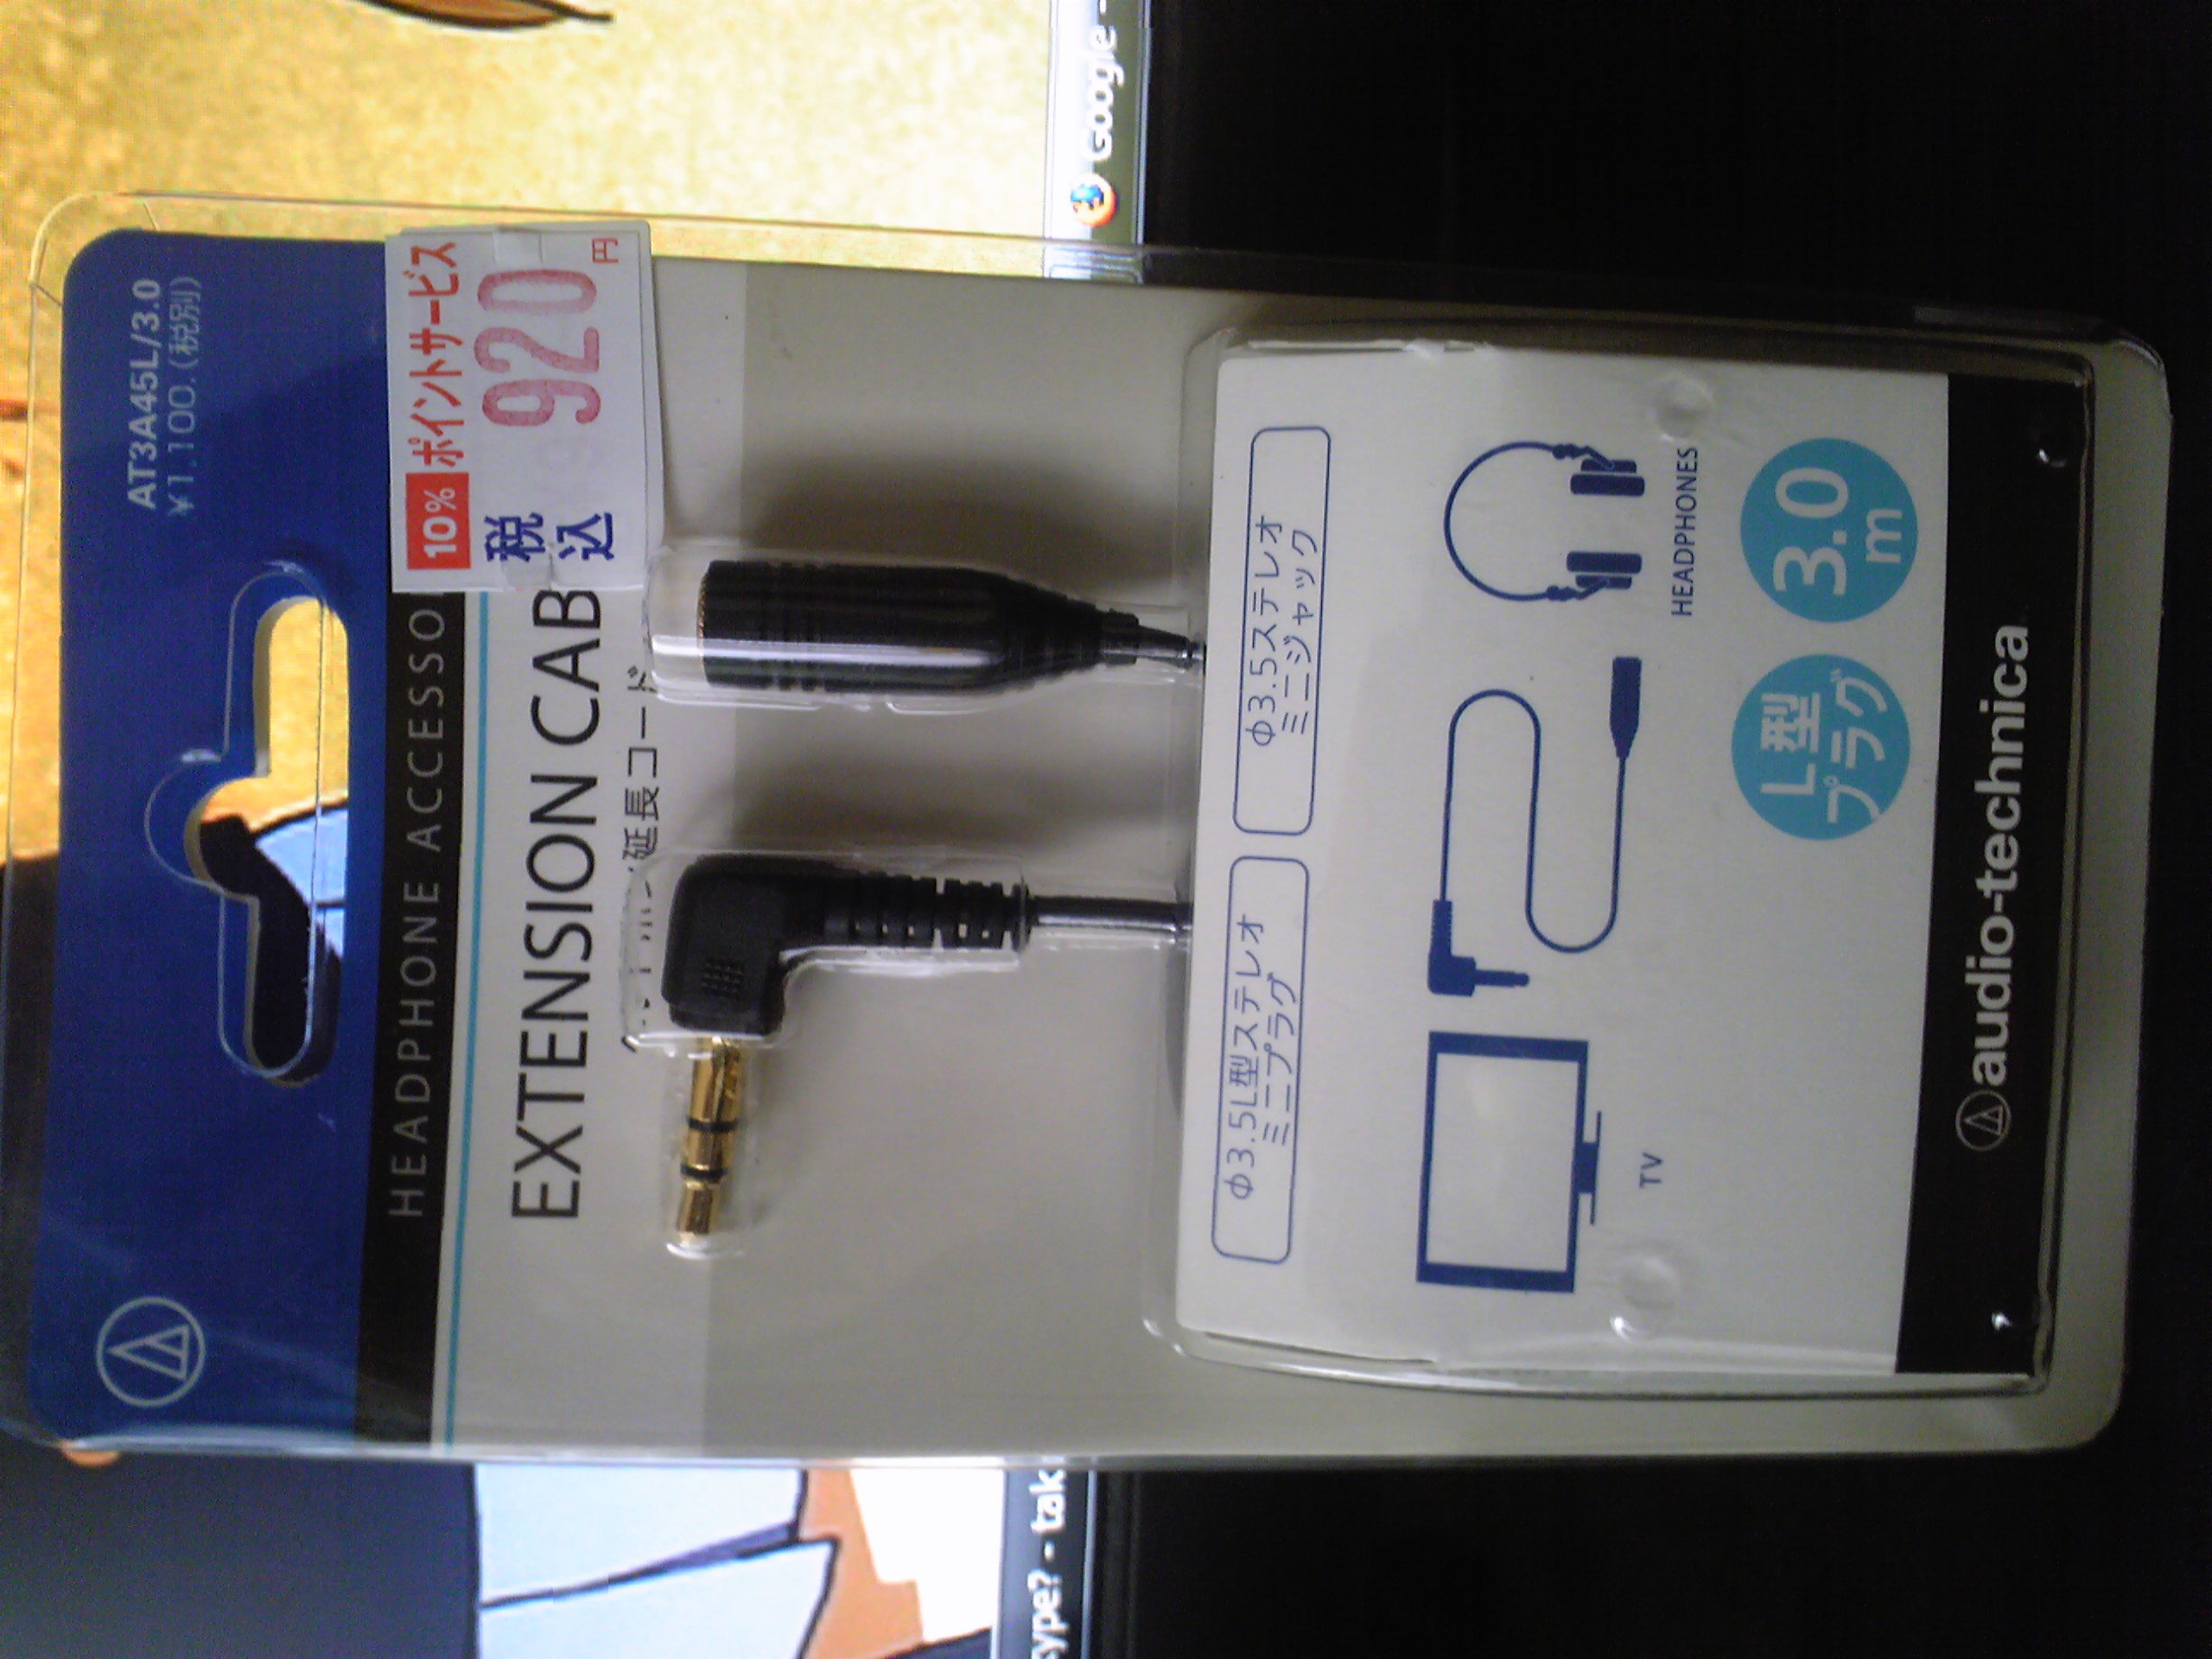 AT3A45L/3.0
¥1,100.(税別)
HEADPHONE ACCESSO
10% ポイントサービス
税込 920円
EXTENSION CAB
延長コード
φ3.5L型ステレオ
ミニプラグ
φ3.5ステレオ
ミニジャック
TV
HEADPHONES
L型
プラグ
3.0
m
audio-technica
ype? - tak
Google -